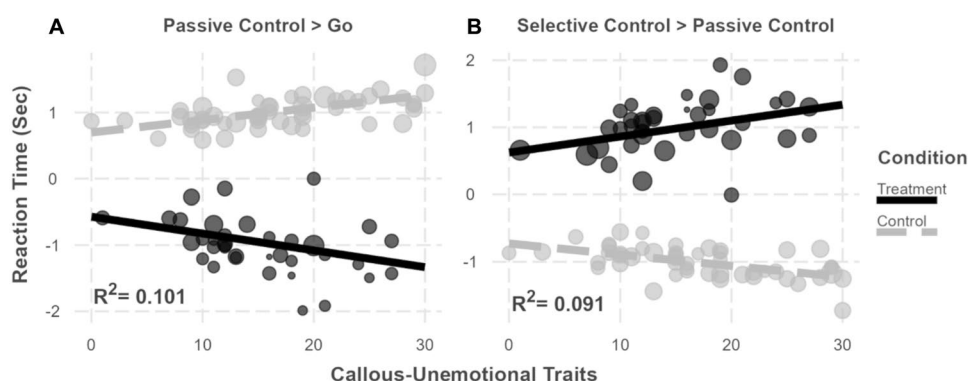 A Passive Control > Go
B Selective Control > Passive Control
Reaction Time (Sec)
1
0
-1
-2
R²= 0.101
0 10 20 30
2
1
0
-1
R²= 0.091
0 10 20 30
Callous-Unemotional Traits
Condition
Treatment
Control